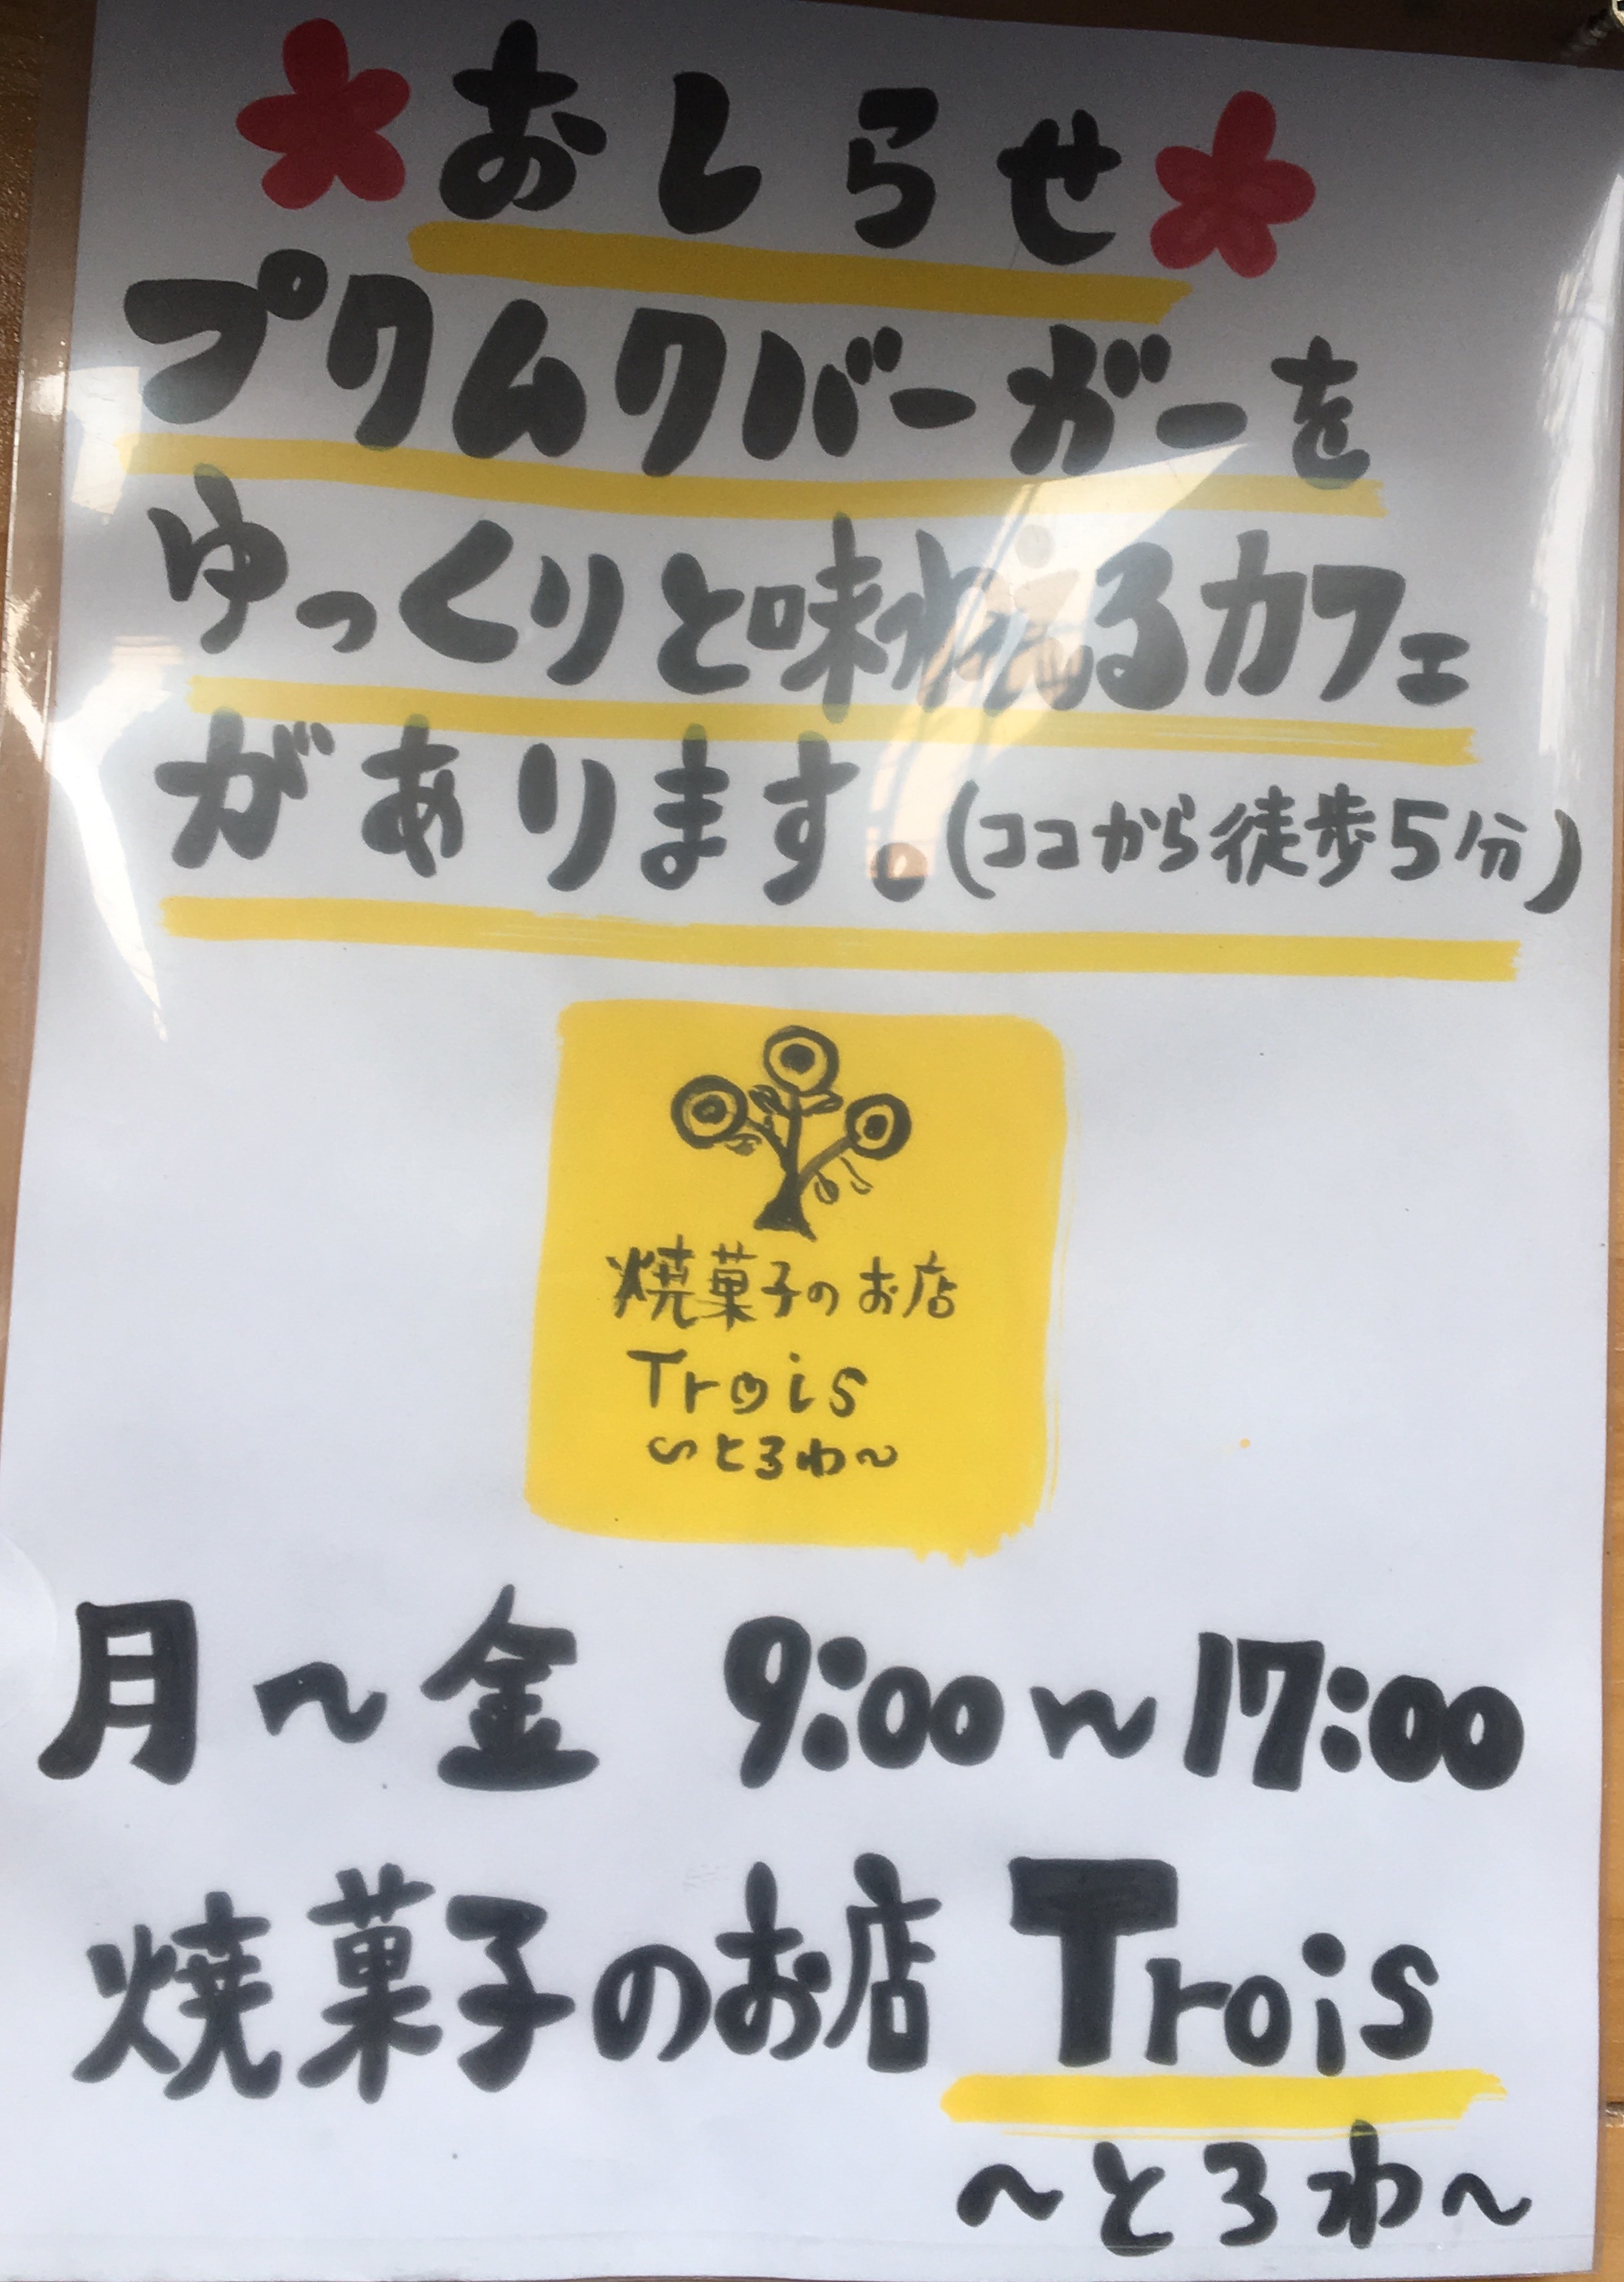 おしらせ
プクムクバーガーを
ゆっくりと味わえるカフェ
があります。(ココから徒歩5分)
焼菓子のお店
Trois
~とろわ~
月~金 9:00~17:00
焼菓子のお店 Trois
~とろわ~